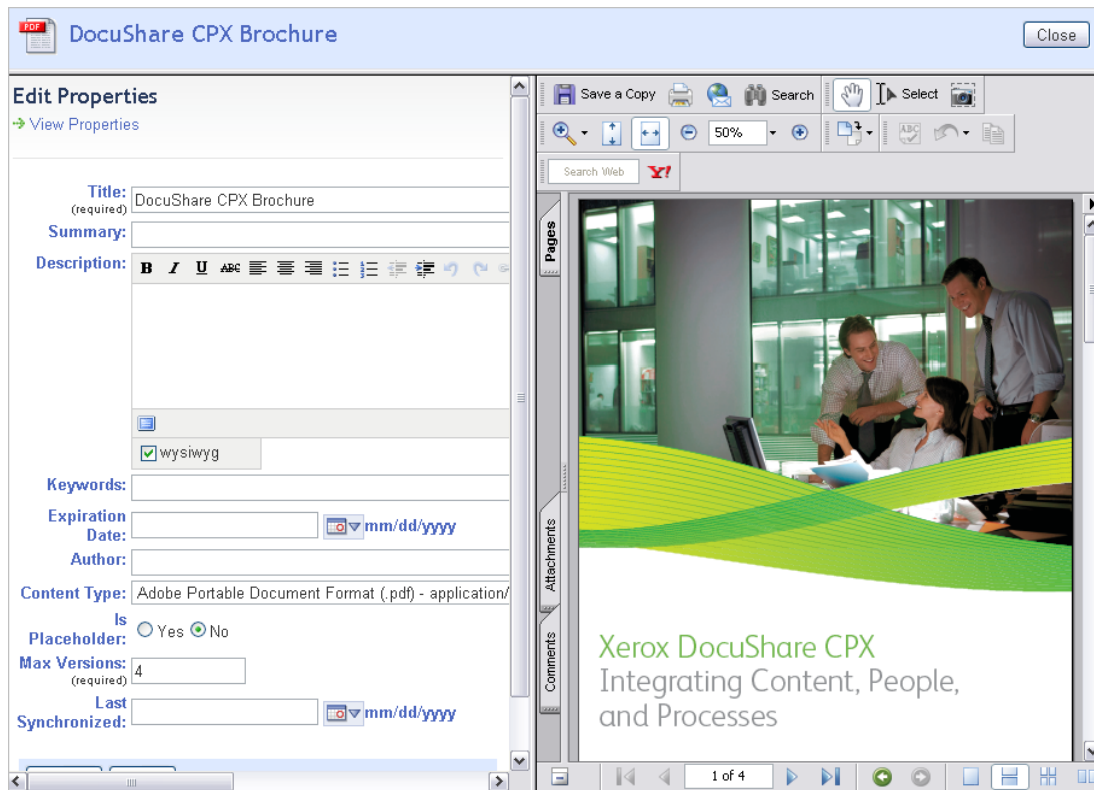 PDF
DocuShare CPX Brochure
Close
Edit Properties
View Properties
Title:
(required)
DocuShare CPX Brochure
Summary:
Description:
B I U ABC
wysiwyg
Keywords:
Expiration
Date:
mm/dd/yyyy
Author:
Content Type:
Adobe Portable Document Format (.pdf) - application/
Is
Placeholder:
Yes No
Max Versions:
(required)
4
Last
Synchronized:
mm/dd/yyyy
Save a Copy Search Select
50%
ABC
Search Web Y!
Pages
Attachments
Comments
Xerox DocuShare CPX
Integrating Content, People,
and Processes
1 of 4